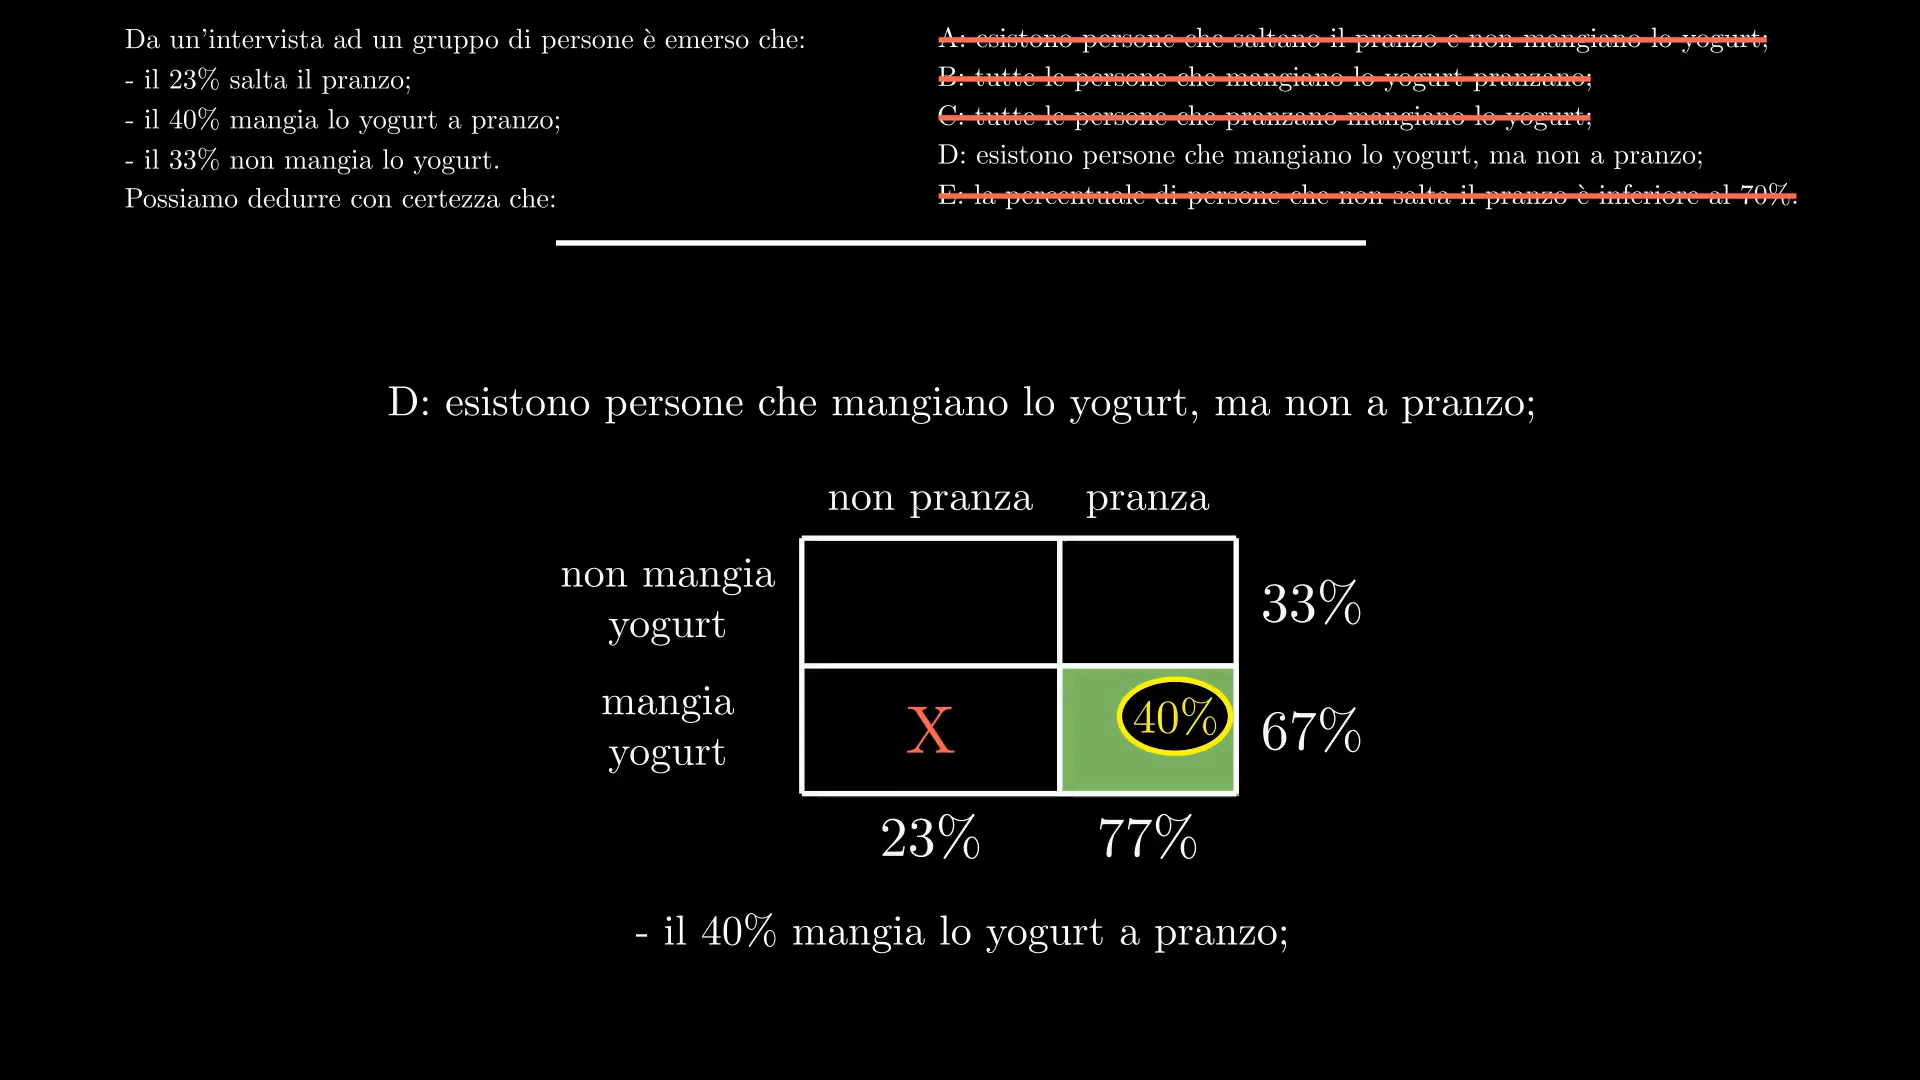 Da un'intervista ad un gruppo di persone è emerso che:
- il 23% salta il pranzo;
- il 40% mangia lo yogurt a pranzo;
- il 33% non mangia lo yogurt.
Possiamo dedurre con certezza che:
A: esistono persone che saltano il pranzo e non mangiano lo yogurt;
B: tutte le persone che mangiano lo yogurt pranzano;
C: tutte le persone che pranzano mangiano lo yogurt;
D: esistono persone che mangiano lo yogurt, ma non a pranzo;
E: la percentuale di persone che non salta il pranzo è inferiore al 70%.
D: esistono persone che mangiano lo yogurt, ma non a pranzo;
non pranza pranza
non mangia
yogurt
33%
mangia
yogurt
X
40%
67%
23% 77%
- il 40% mangia lo yogurt a pranzo;